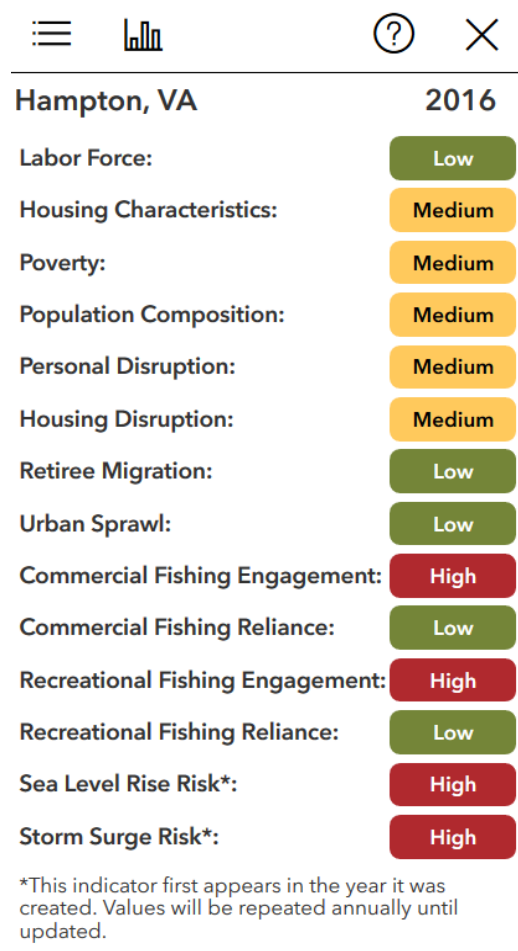 Hampton, VA 2016
Labor Force: Low
Housing Characteristics: Medium
Poverty: Medium
Population Composition: Medium
Personal Disruption: Medium
Housing Disruption: Medium
Retiree Migration: Low
Urban Sprawl: Low
Commercial Fishing Engagement: High
Commercial Fishing Reliance: Low
Recreational Fishing Engagement: High
Recreational Fishing Reliance: Low
Sea Level Rise Risk*: High
Storm Surge Risk*: High
*This indicator first appears in the year it was
created. Values will be repeated annually until
updated.